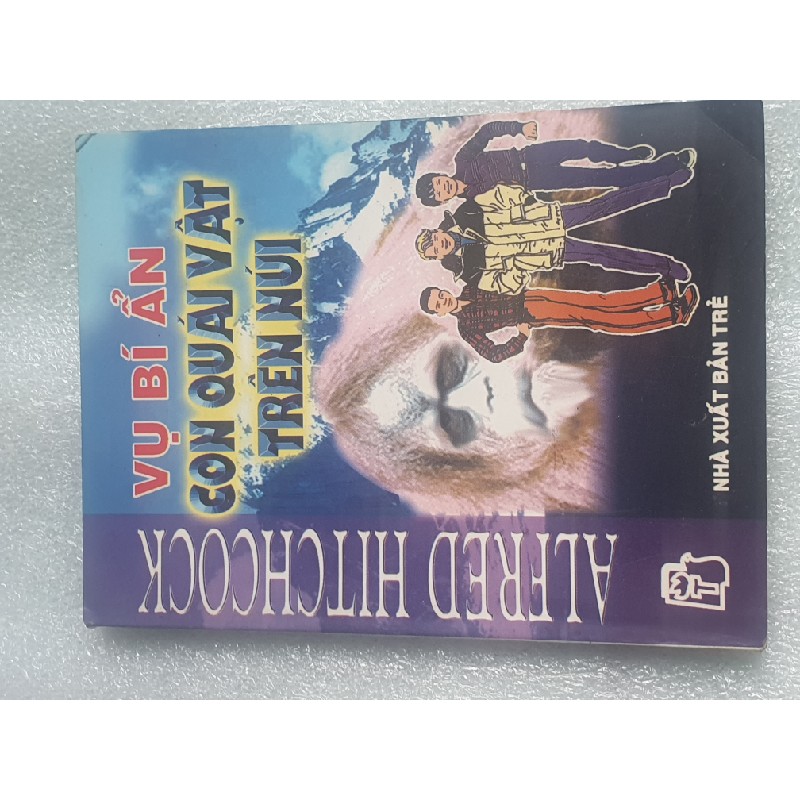 VỤ BÍ ẨN
CON QUÁI VẬT
TRÊN NÚI
ALFRED HITCHCOCK
NHÀ XUẤT BẢN TRẺ